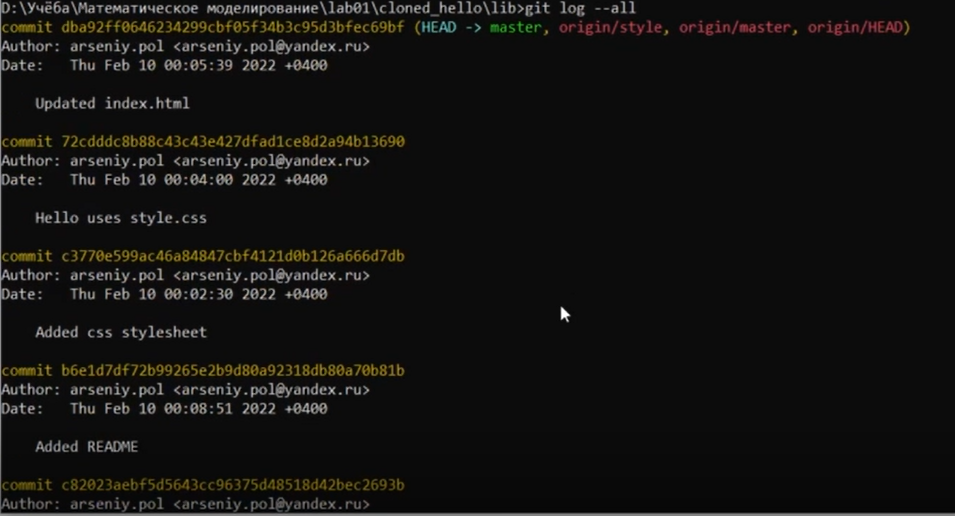 D:\Учёба\Математическое моделирование\lab01\cloned_hello\lib>git log --all
commit dba92ff0646234299cbf05f34b3c95d3bfec69bf (HEAD -> master, origin/style, origin/master, origin/HEAD)
Author: arseniy.pol <arseniy.pol@yandex.ru>
Date:   Thu Feb 10 00:05:39 2022 +0400
    Updated index.html
commit 72cdddc8b88c43c43e427dfad1ce8d2a94b13690
Author: arseniy.pol <arseniy.pol@yandex.ru>
Date:   Thu Feb 10 00:04:00 2022 +0400
    Hello uses style.css
commit c3770e599ac46a84847cbf4121d0b126a666d7db
Author: arseniy.pol <arseniy.pol@yandex.ru>
Date:   Thu Feb 10 00:02:30 2022 +0400
    Added css stylesheet
commit b6e1d7df72b99265e2b9d80a92318db80a70b81b
Author: arseniy.pol <arseniy.pol@yandex.ru>
Date:   Thu Feb 10 00:08:51 2022 +0400
    Added README
commit c82023aebf5d5643cc96375d48518d42bec2693b
Author: arseniy.pol <arseniy.pol@yandex.ru>